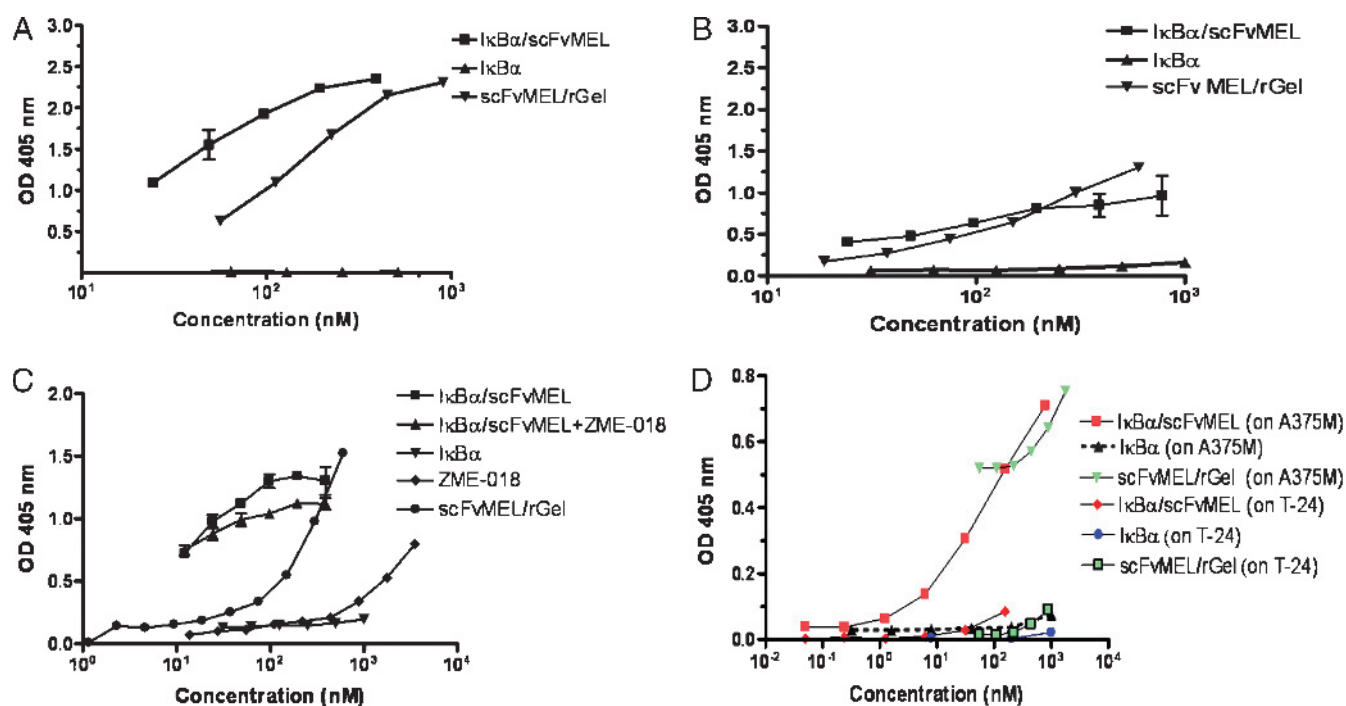 A
3.0
2.5
2.0
1.5
1.0
0.5
OD 405 nm
10¹
10²
10³
Concentration (nM)
IκBα/scFvMEL
IκBα
scFvMEL/rGel
B
3.0
2.5
2.0
1.5
1.0
0.5
0.0
OD 405 nm
10¹
10²
10³
Concentration (nM)
IκBα/scFvMEL
IκBα
scFv MEL/rGel
C
2.0
1.5
1.0
0.5
0.0
OD 405 nm
10⁰
10¹
10²
10³
10⁴
Concentration (nM)
IκBα/scFvMEL
IκBα/scFvMEL+ZME-018
IκBα
ZME-018
scFvMEL/rGel
D
0.8
0.6
0.4
0.2
0.0
OD 405 nm
10⁻²
10⁻¹
10⁰
10¹
10²
10³
10⁴
Concentration (nM)
IκBα/scFvMEL (on A375M)
IκBα (on A375M)
scFvMEL/rGel (on A375M)
IκBα/scFvMEL (on T-24)
IκBα (on T-24)
scFvMEL/rGel (on T-24)